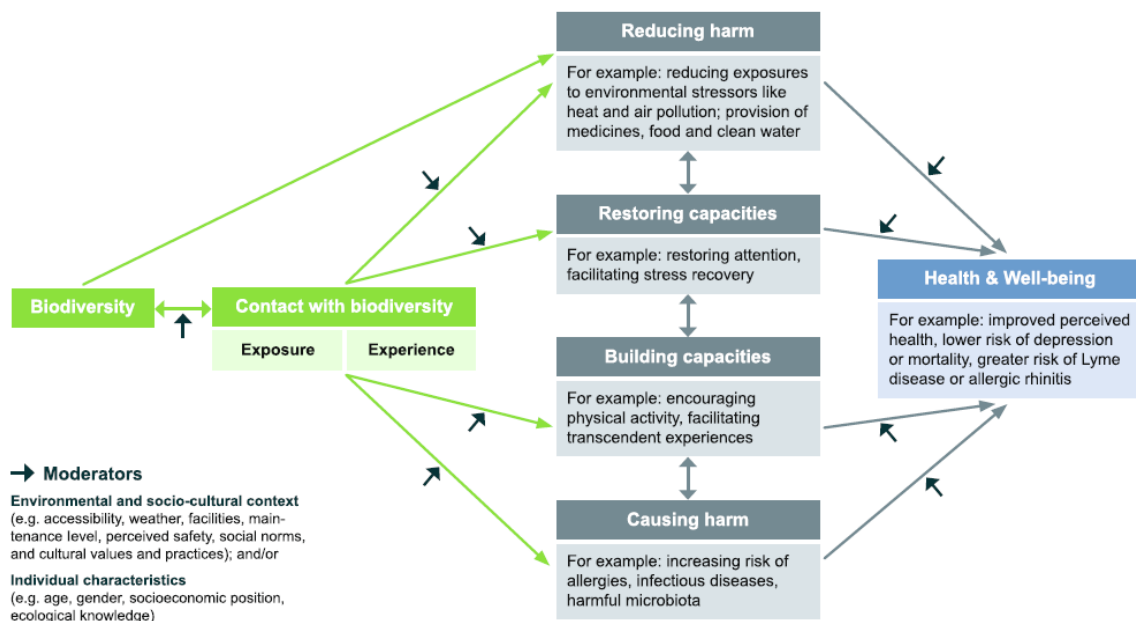 Reducing harm
For example: reducing exposures
to environmental stressors like
heat and air pollution; provision of
medicines, food and clean water
Restoring capacities
For example: restoring attention,
facilitating stress recovery
Biodiversity
Contact with biodiversity
Exposure
Experience
Building capacities
For example: encouraging
physical activity, facilitating
transcendent experiences
Causing harm
For example: increasing risk of
allergies, infectious diseases,
harmful microbiota
Health & Well-being
For example: improved perceived
health, lower risk of depression
or mortality, greater risk of Lyme
disease or allergic rhinitis
Moderators
Environmental and socio-cultural context
(e.g. accessibility, weather, facilities, main-
tenance level, perceived safety, social norms,
and cultural values and practices); and/or
Individual characteristics
(e.g. age, gender, socioeconomic position,
ecological knowledge)